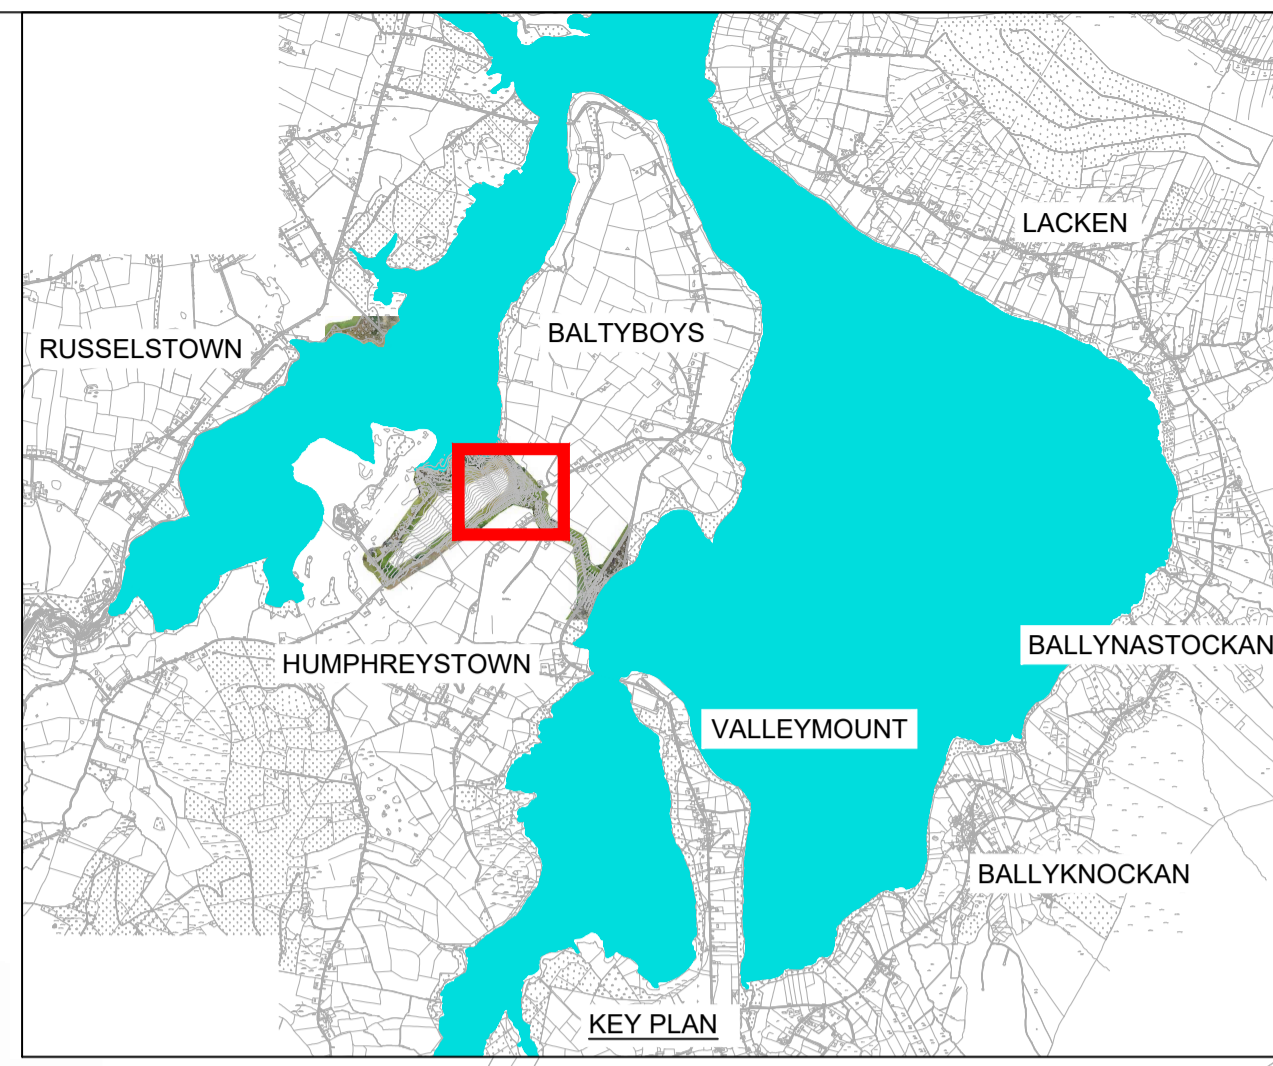 LACKEN
BALTYBOYS
RUSSELSTOWN
BALLYNASTOCKAN
HUMPHREYSTOWN
VALLEYMOUNT
BALLYKNOCKAN
KEY PLAN